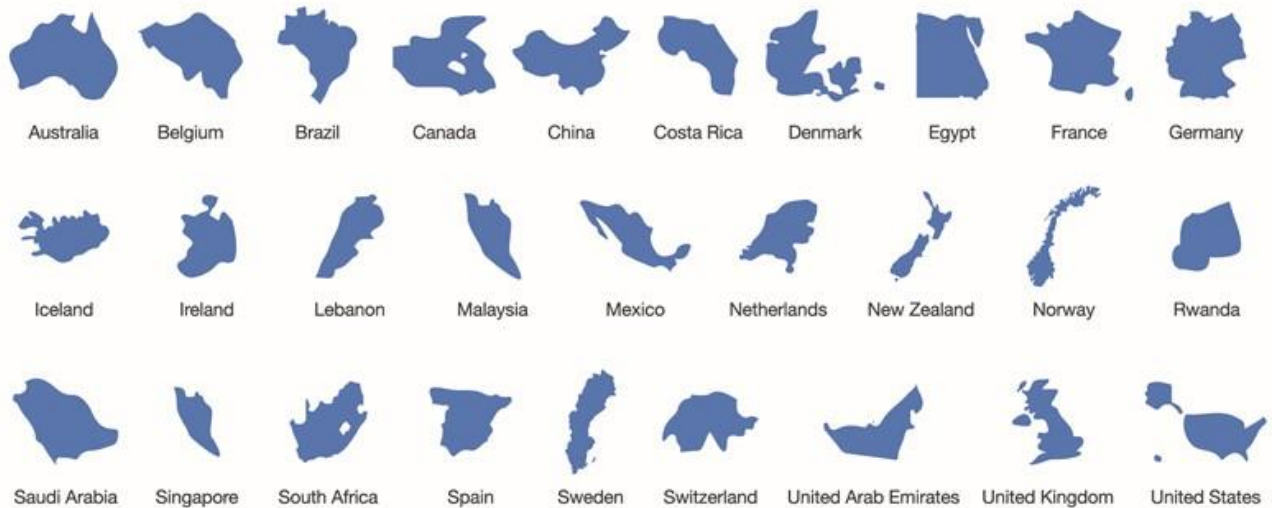 Australia Belgium Brazil Canada China Costa Rica Denmark Egypt France Germany
Iceland Ireland Lebanon Malaysia Mexico Netherlands New Zealand Norway Rwanda
Saudi Arabia Singapore South Africa Spain Sweden Switzerland United Arab Emirates United Kingdom United States